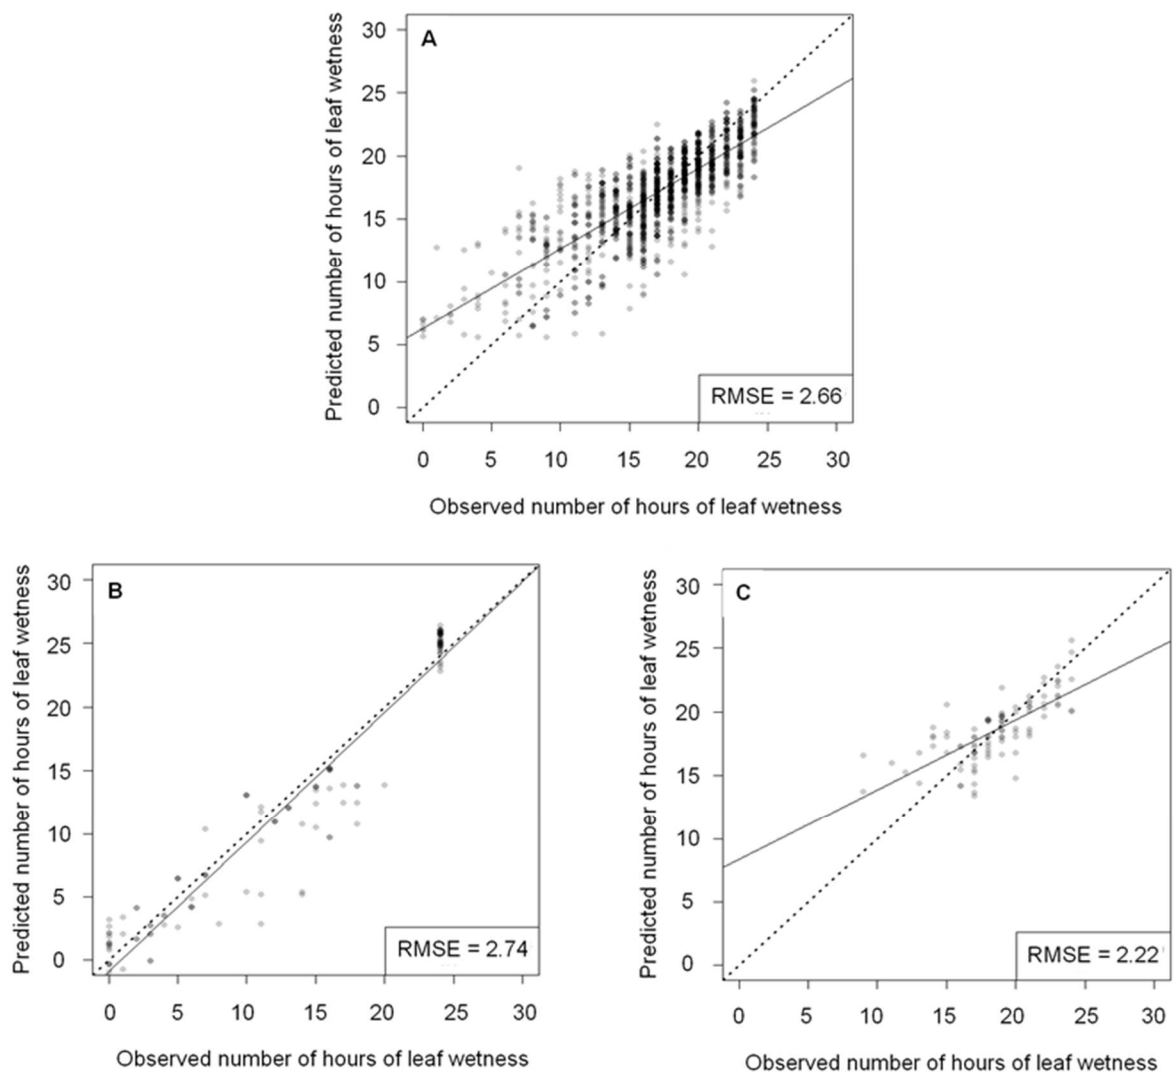 A
Predicted number of hours of leaf wetness
30
25
20
15
10
5
0
RMSE = 2.66
0 5 10 15 20 25 30
Observed number of hours of leaf wetness
B
Predicted number of hours of leaf wetness
30
25
20
15
10
5
0
RMSE = 2.74
0 5 10 15 20 25 30
Observed number of hours of leaf wetness
C
Predicted number of hours of leaf wetness
30
25
20
15
10
5
0
RMSE = 2.22
0 5 10 15 20 25 30
Observed number of hours of leaf wetness